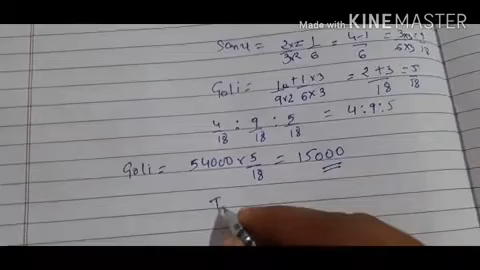 Made with KINEMASTER
Sanu = 2×2/3×2 - 1/6 = 4-1/6 = 3×3/6×3 = 9/18
Goli = 1×2/9×2 + 1×3/6×3 = 2+3/18 = 5/18
4/18 : 9/18 : 5/18 = 4:9:5
Goli = 54000 × 5/18 = 15000